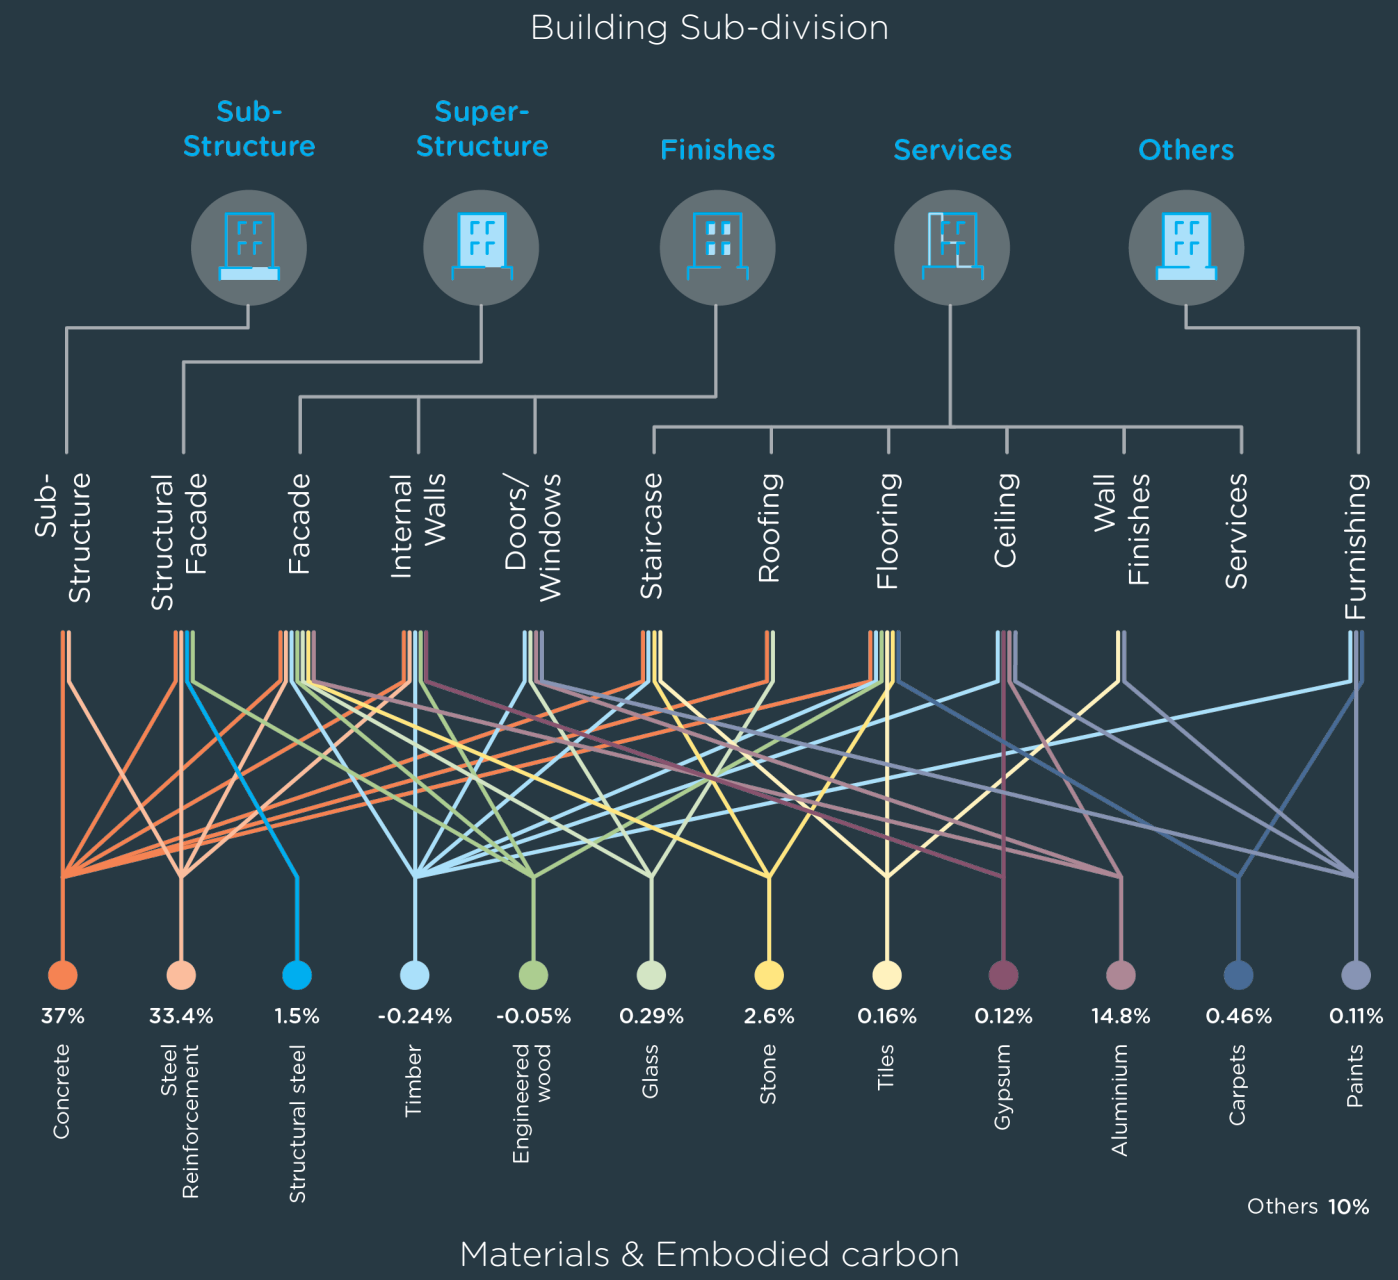 Building Sub-division
Sub-
Structure
Super-
Structure
Finishes
Services
Others
Sub-
Structure
Structural
Facade
Facade
Internal
Walls
Doors/
Windows
Staircase
Roofing
Flooring
Ceiling
Wall
Finishes
Services
Furnishing
37%
33.4%
1.5%
-0.24%
-0.05%
0.29%
2.6%
0.16%
0.12%
14.8%
0.46%
0.11%
Concrete
Steel
Reinforcement
Structural steel
Timber
Engineered
wood
Glass
Stone
Tiles
Gypsum
Aluminium
Carpets
Paints
Others 10%
Materials & Embodied carbon